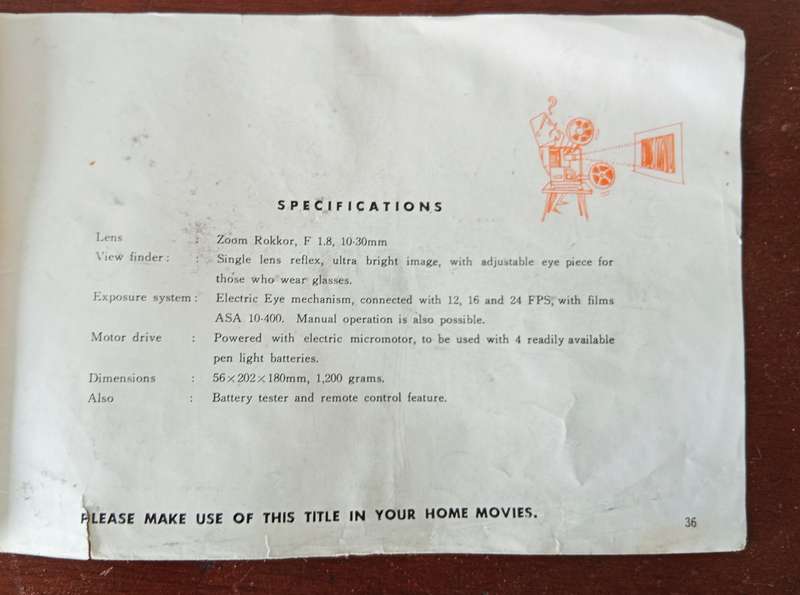 SPECIFICATIONS
Lens : Zoom Rokkor, F 1.8, 10-30mm
View finder : : Single lens reflex, ultra bright image, with adjustable eye piece for
those who wear glasses.
Exposure system : Electric Eye mechanism, connected with 12, 16 and 24 FPS, with films
ASA 10-400. Manual operation is also possible.
Motor drive : Powered with electric micromotor, to be used with 4 readily available
pen light batteries.
Dimensions : 56×202×180mm, 1,200 grams.
Also : Battery tester and remote control feature.
PLEASE MAKE USE OF THIS TITLE IN YOUR HOME MOVIES.
36